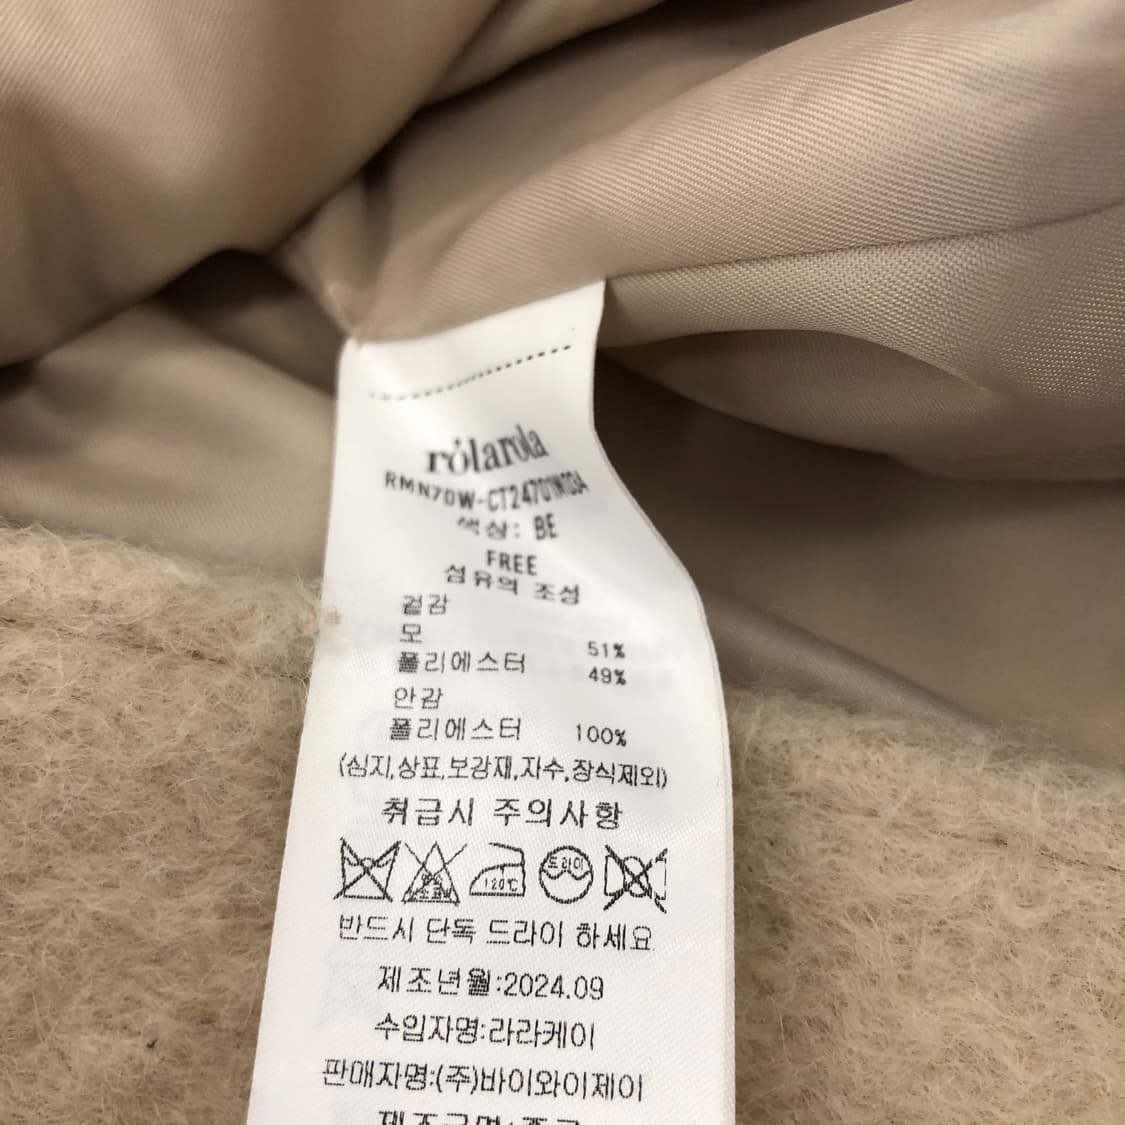 rólarola
RMN70W-CT24701W034
색상: BE
FREE
섬유의 조성
겉감
모 51%
폴리에스터 49%
안감
폴리에스터 100%
(심지,상표,보강재,자수,장식제외)
취급시 주의사항
120℃ 드라이
반드시 단독 드라이 하세요
제조년월:2024.09
수입자명:라라케이
판매자명:(주)바이와이제이